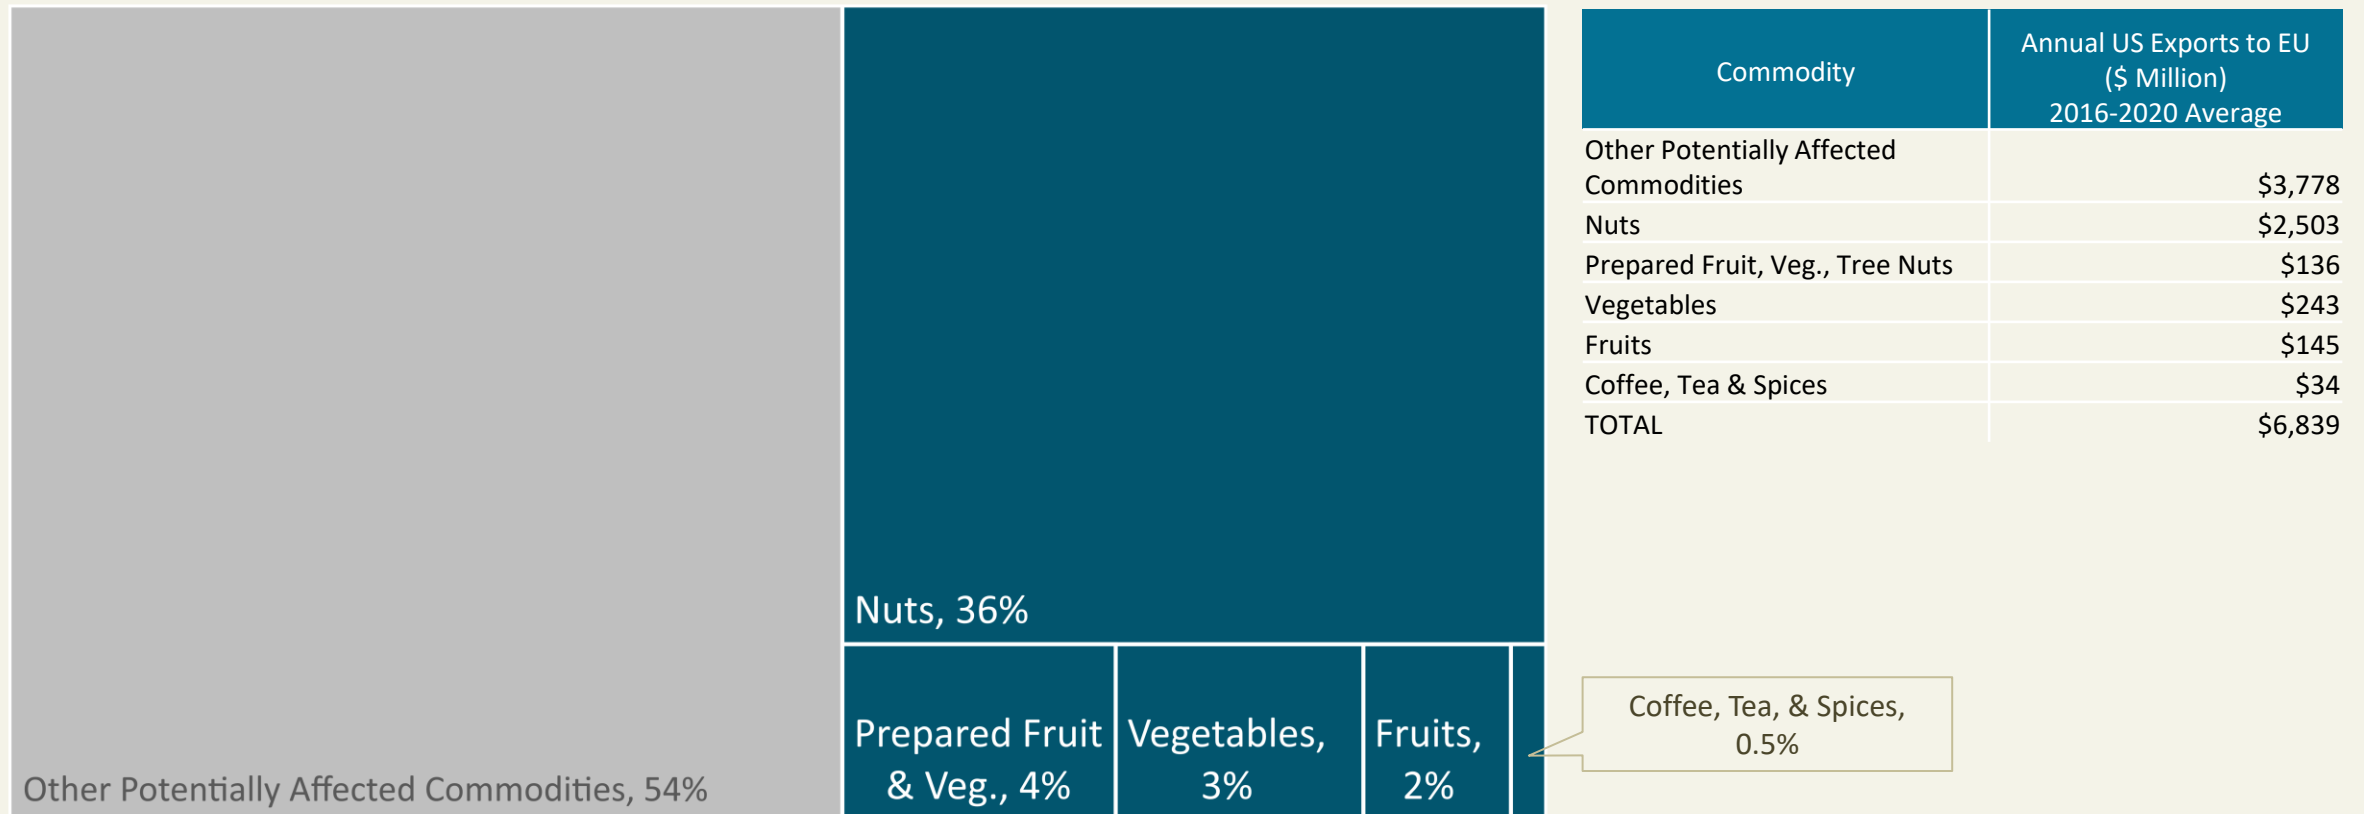 Other Potentially Affected Commodities, 54%
Nuts, 36%
Prepared Fruit
& Veg., 4%
Vegetables,
3%
Fruits,
2%
Coffee, Tea, & Spices,
0.5%
Commodity
Annual US Exports to EU
($ Million)
2016-2020 Average
Other Potentially Affected
Commodities $3,778
Nuts $2,503
Prepared Fruit, Veg., Tree Nuts $136
Vegetables $243
Fruits $145
Coffee, Tea & Spices $34
TOTAL $6,839